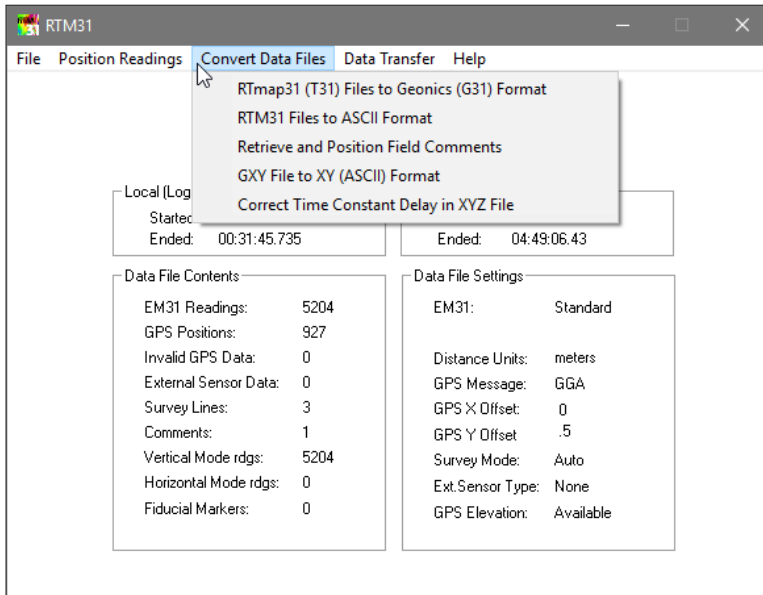 RTM31
File Position Readings Convert Data Files Data Transfer Help
RTmap31 (T31) Files to Geonics (G31) Format
RTM31 Files to ASCII Format
Retrieve and Position Field Comments
GXY File to XY (ASCII) Format
Correct Time Constant Delay in XYZ File
Local (Log
Started
Ended: 00:31:45.735
Ended: 04:49:06.43
Data File Contents
EM31 Readings: 5204
GPS Positions: 927
Invalid GPS Data: 0
External Sensor Data: 0
Survey Lines: 3
Comments: 1
Vertical Mode rdgs: 5204
Horizontal Mode rdgs: 0
Fiducial Markers: 0
Data File Settings
EM31: Standard
Distance Units: meters
GPS Message: GGA
GPS X Offset: 0
GPS Y Offset .5
Survey Mode: Auto
Ext.Sensor Type: None
GPS Elevation: Available